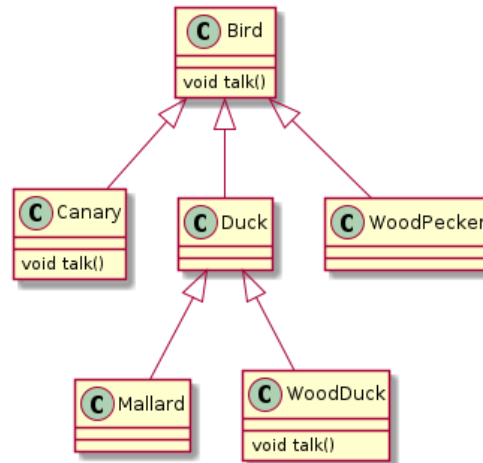 C Bird
void talk()
C Canary
void talk()
C Duck
C WoodPecker
C Mallard
C WoodDuck
void talk()